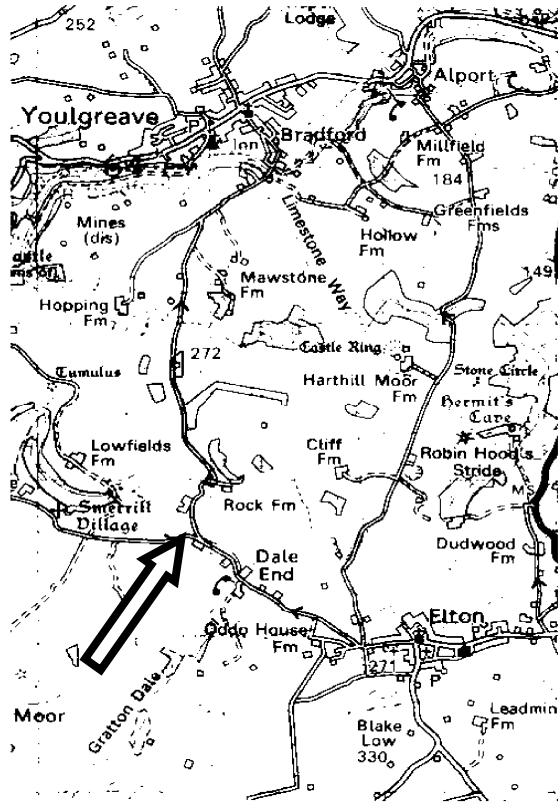 252
Lodge
Alport
Youlgreave
P
Inn
Bradford
Millfield
Fm
184
Mines
(dis)
Limestone Way
Hollow
Fm
Greenfields
Fms
Mawstone
Fm
Hopping
Fm
149
272
Castle Ring
Tumulus
Harthill Moor
Fm
Stone Circle
Hermit's
Cave
Lowfields
Fm
Cliff
Fm
Robin Hood's
Stride
Rock Fm
M
Smerrill
Village
Dale
End
Dudwood
Fm
Oddo House
Fm
Elton
271
P
Gratton Dale
Moor
Blake
Low
330
Leadmin
Fm